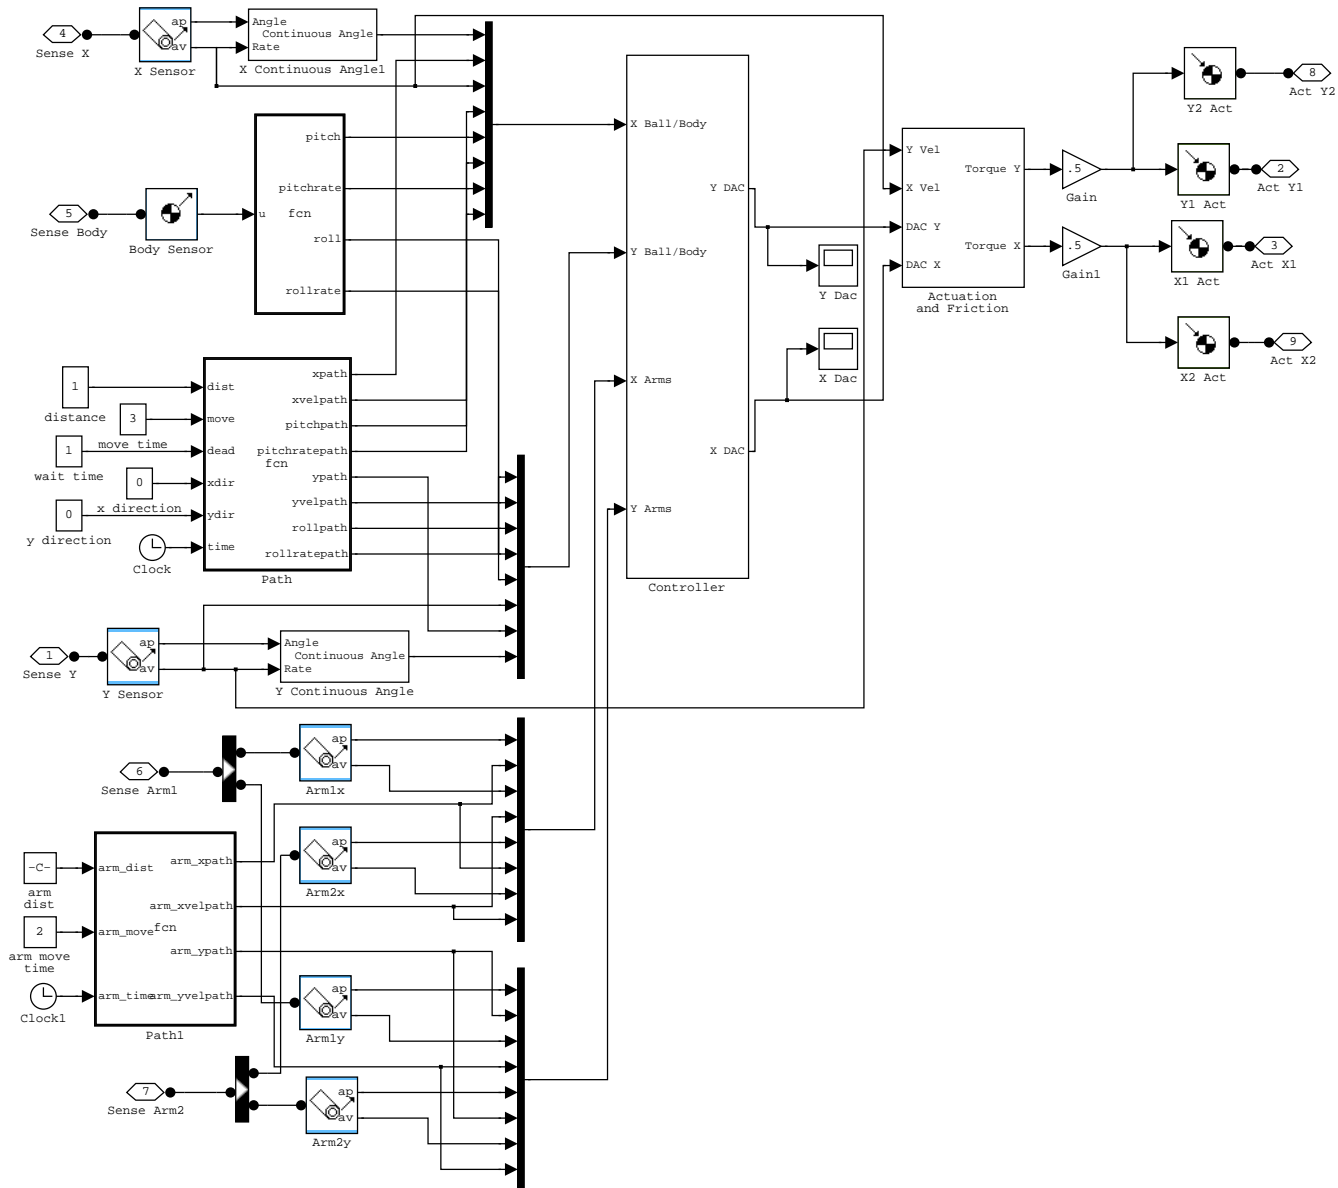 4
Sense X
ap
av
X Sensor
Angle
Continuous Angle
Rate
X Continuous Angle1
5
Sense Body
Body Sensor
pitch
pitchrate
u
fcn
roll
rollrate
1
distance
3
move time
1
wait time
0
x direction
0
y direction
Clock
dist
move
dead
xdir
ydir
time
fcn
xpath
xvelpath
pitchpath
pitchratepath
ypath
yvelpath
rollpath
rollratepath
Path
1
Sense Y
ap
av
Y Sensor
Angle
Continuous Angle
Rate
Y Continuous Angle
6
Sense Arm1
ap
av
Arm1x
ap
av
Arm2x
-C-
arm
dist
2
arm move
time
Clock1
arm_dist
arm_move
arm_time
fcn
arm_xpath
arm_xvelpath
arm_ypath
arm_yvelpath
Path1
ap
av
Arm1y
7
Sense Arm2
ap
av
Arm2y
X Ball/Body
Y Ball/Body
X Arms
Y Arms
Y DAC
X DAC
Controller
Y Dac
X Dac
Y Vel
X Vel
DAC Y
DAC X
Torque Y
Torque X
Actuation
and Friction
.5
Gain
.5
Gain1
Y2 Act
8
Act Y2
Y1 Act
2
Act Y1
X1 Act
3
Act X1
X2 Act
9
Act X2